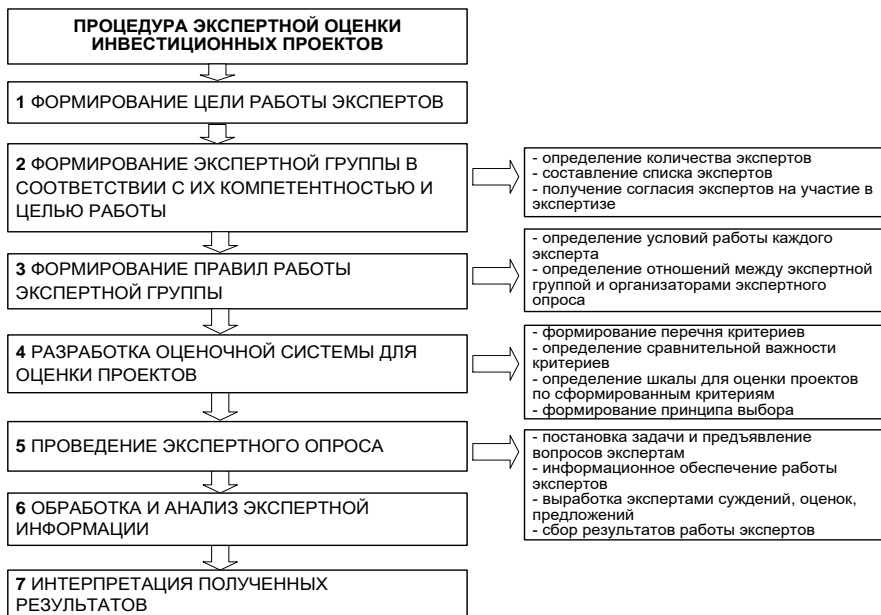 ПРОЦЕДУРА ЭКСПЕРТНОЙ ОЦЕНКИ
ИНВЕСТИЦИОННЫХ ПРОЕКТОВ
1 ФОРМИРОВАНИЕ ЦЕЛИ РАБОТЫ ЭКСПЕРТОВ
2 ФОРМИРОВАНИЕ ЭКСПЕРТНОЙ ГРУППЫ В
СООТВЕТСТВИИ С ИХ КОМПЕТЕНТНОСТЬЮ И
ЦЕЛЬЮ РАБОТЫ
- определение количества экспертов
- составление списка экспертов
- получение согласия экспертов на участие в
экспертизе
3 ФОРМИРОВАНИЕ ПРАВИЛ РАБОТЫ
ЭКСПЕРТНОЙ ГРУППЫ
- определение условий работы каждого
эксперта
- определение отношений между экспертной
группой и организаторами экспертного
опроса
4 РАЗРАБОТКА ОЦЕНОЧНОЙ СИСТЕМЫ ДЛЯ
ОЦЕНКИ ПРОЕКТОВ
- формирование перечня критериев
- определение сравнительной важности
критериев
- определение шкалы для оценки проектов
по сформированным критериям
- формирование принципа выбора
5 ПРОВЕДЕНИЕ ЭКСПЕРТНОГО ОПРОСА
- постановка задачи и предъявление
вопросов экспертам
- информационное обеспечение работы
экспертов
- выработка экспертами суждений, оценок,
предложений
- сбор результатов работы экспертов
6 ОБРАБОТКА И АНАЛИЗ ЭКСПЕРТНОЙ
ИНФОРМАЦИИ
7 ИНТЕРПРЕТАЦИЯ ПОЛУЧЕННЫХ
РЕЗУЛЬТАТОВ